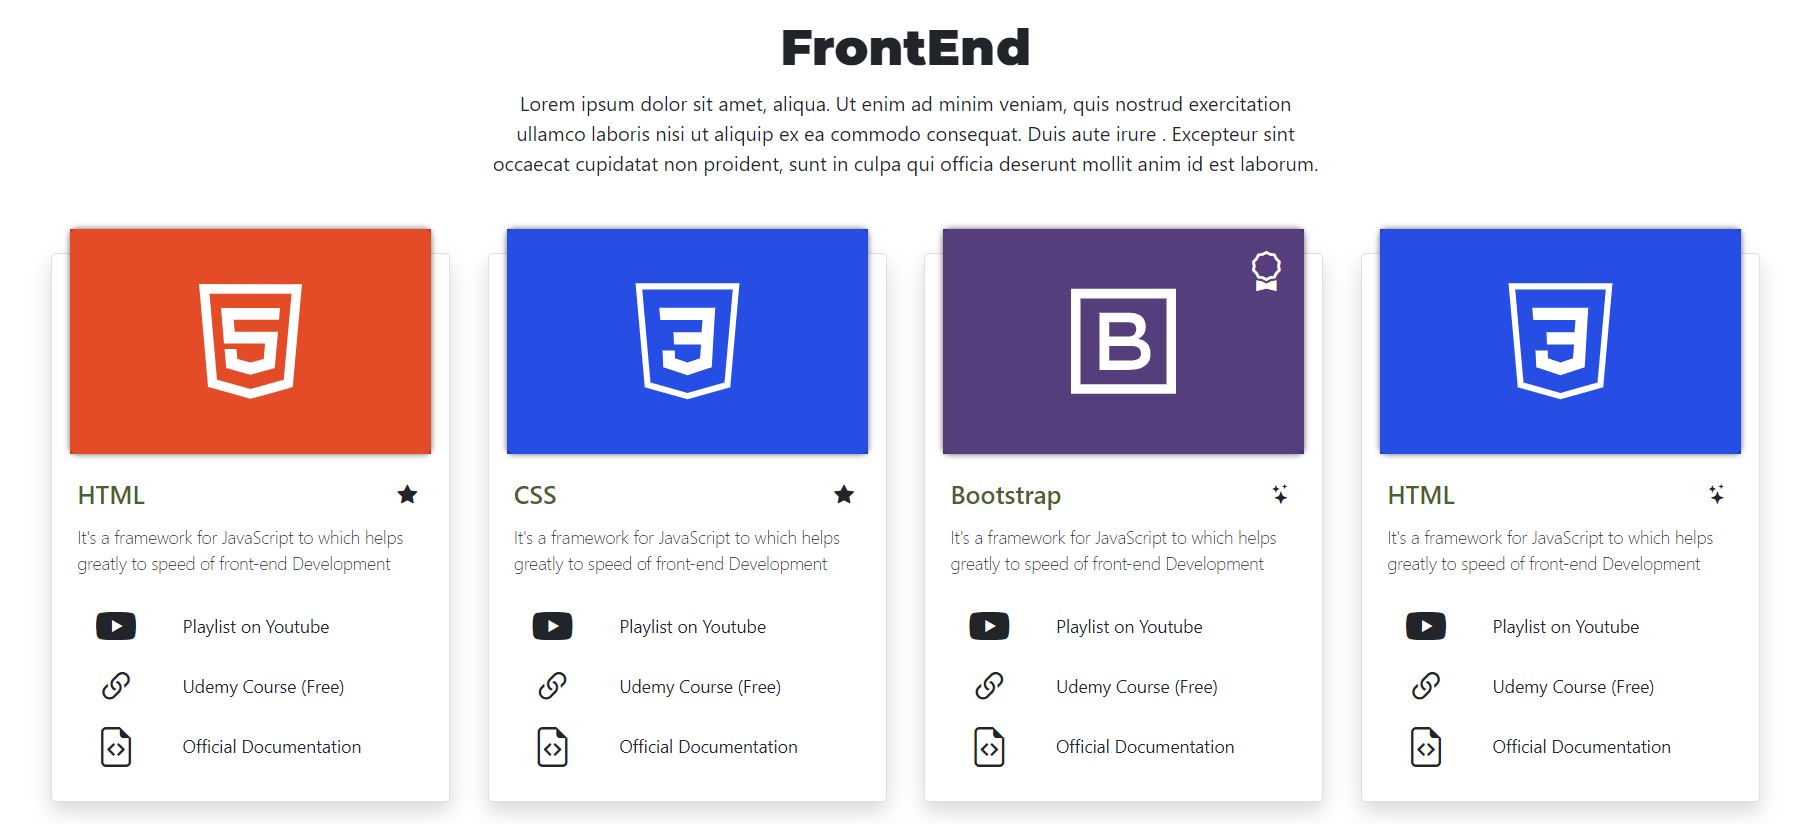 FrontEnd
Lorem ipsum dolor sit amet, aliqua. Ut enim ad minim veniam, quis nostrud exercitation
ullamco laboris nisi ut aliquip ex ea commodo consequat. Duis aute irure . Excepteur sint
occaecat cupidatat non proident, sunt in culpa qui officia deserunt mollit anim id est laborum.
5
HTML
It's a framework for JavaScript to which helps
greatly to speed of front-end Development
Playlist on Youtube
Udemy Course (Free)
Official Documentation
3
CSS
It's a framework for JavaScript to which helps
greatly to speed of front-end Development
Playlist on Youtube
Udemy Course (Free)
Official Documentation
B
Bootstrap
It's a framework for JavaScript to which helps
greatly to speed of front-end Development
Playlist on Youtube
Udemy Course (Free)
Official Documentation
3
HTML
It's a framework for JavaScript to which helps
greatly to speed of front-end Development
Playlist on Youtube
Udemy Course (Free)
Official Documentation